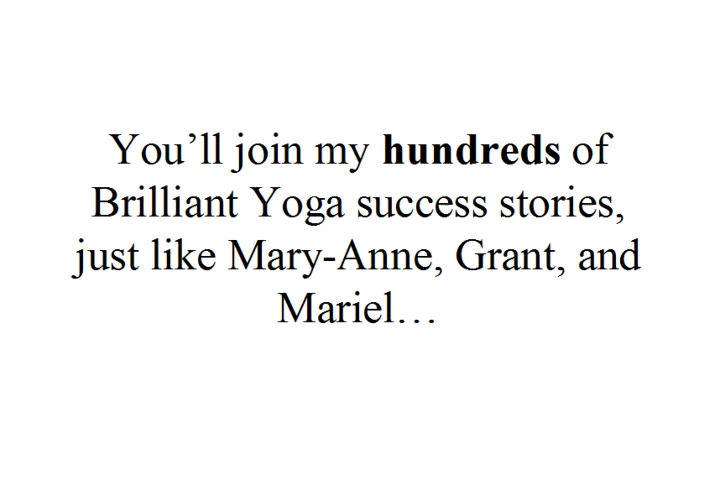 You’ll join my hundreds of
Brilliant Yoga success stories,
just like Mary-Anne, Grant, and
Mariel…